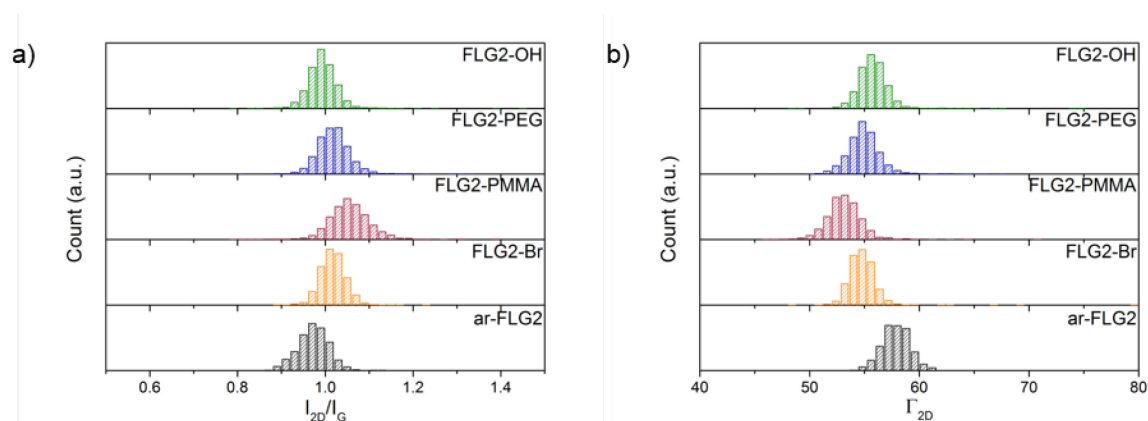 a)
FLG2-OH
FLG2-PEG
FLG2-PMMA
FLG2-Br
ar-FLG2
Count (a.u.)
0.6 0.8 1.0 1.2 1.4
I2D/IG
b)
FLG2-OH
FLG2-PEG
FLG2-PMMA
FLG2-Br
ar-FLG2
Count (a.u.)
40 50 60 70 80
Γ2D